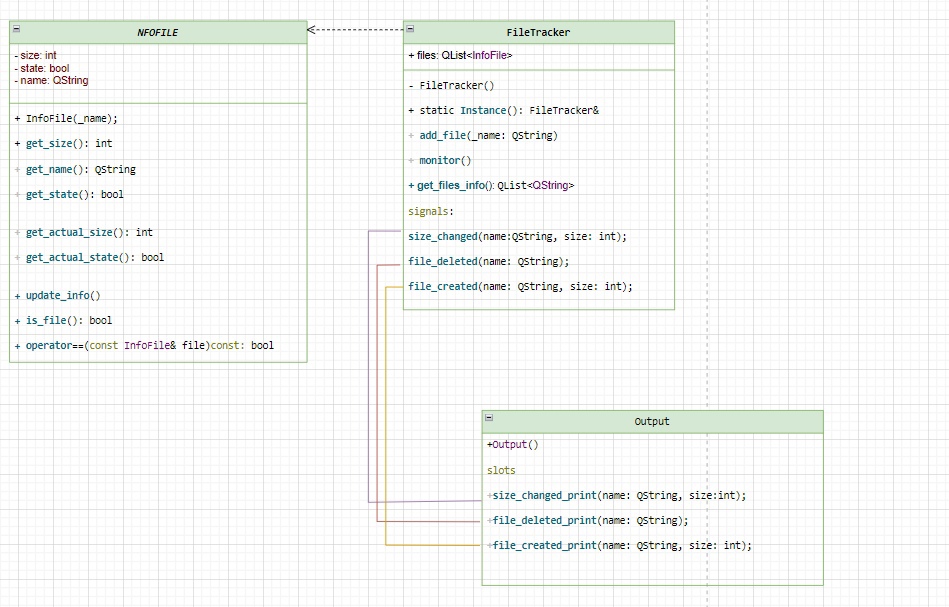 NFOFILE
- size: int
- state: bool
- name: QString
+ InfoFile(_name);
+ get_size(): int
+ get_name(): QString
+ get_state(): bool
+ get_actual_size(): int
+ get_actual_state(): bool
+ update_info()
+ is_file(): bool
+ operator==(const InfoFile& file)const: bool
FileTracker
+ files: QList<InfoFile>
- FileTracker()
+ static Instance(): FileTracker&
+ add_file(_name: QString)
+ monitor()
+ get_files_info(): QList<QString>
signals:
size_changed(name:QString, size: int);
file_deleted(name: QString);
file_created(name: QString, size: int);
Output
+Output()
slots
+size_changed_print(name: QString, size:int);
+file_deleted_print(name: QString);
+file_created_print(name: QString, size: int);